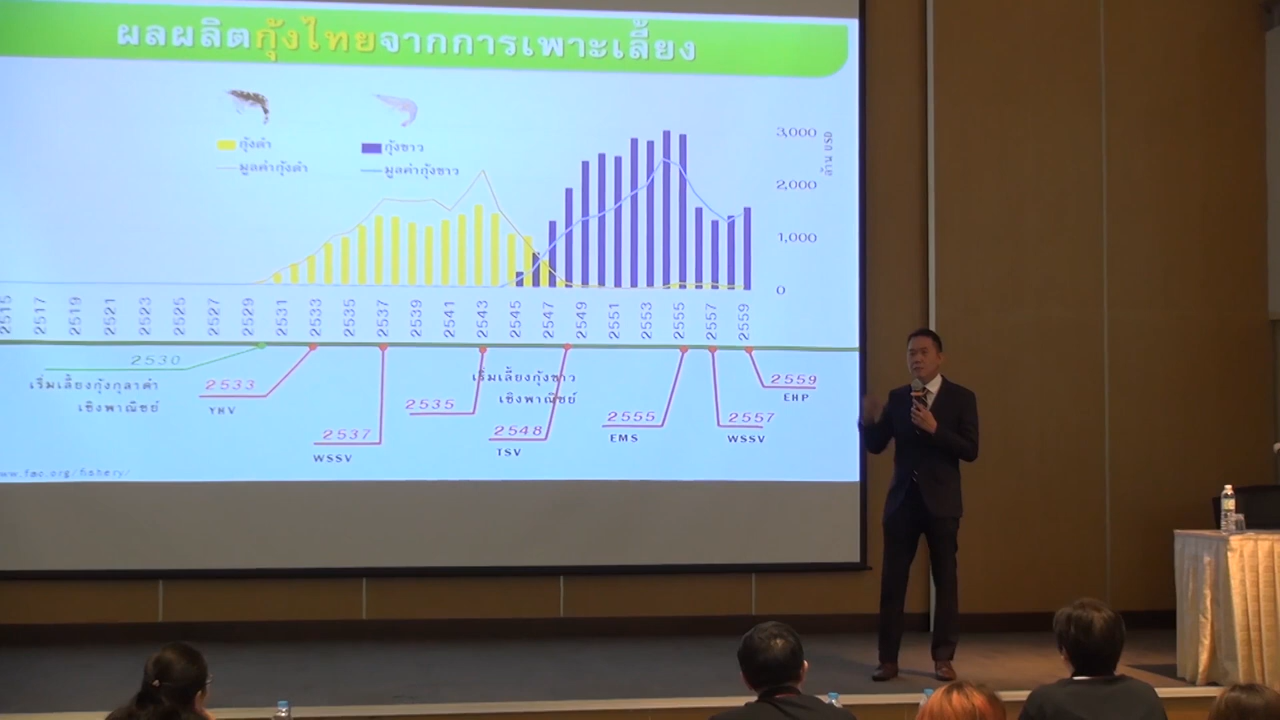 ผลผลิตกุ้งไทยจากการเพาะเลี้ยง
กุ้งดำ
กุ้งขาว
มูลค่ากุ้งดำ
มูลค่ากุ้งขาว
3,000
2,000
1,000
0
ล้าน USD
2515 2517 2519 2521 2523 2525 2527 2529 2531 2533 2535 2537 2539 2541 2543 2545 2547 2549 2551 2553 2555 2557 2559
2530
เริ่มเลี้ยงกุ้งกุลาดำ
เชิงพาณิชย์
2533
YHV
2537
WSSV
2535
เริ่มเลี้ยงกุ้งขาว
เชิงพาณิชย์
2548
TSV
2555
EMS
2557
WSSV
2559
EHP
www.fao.org/fishery/